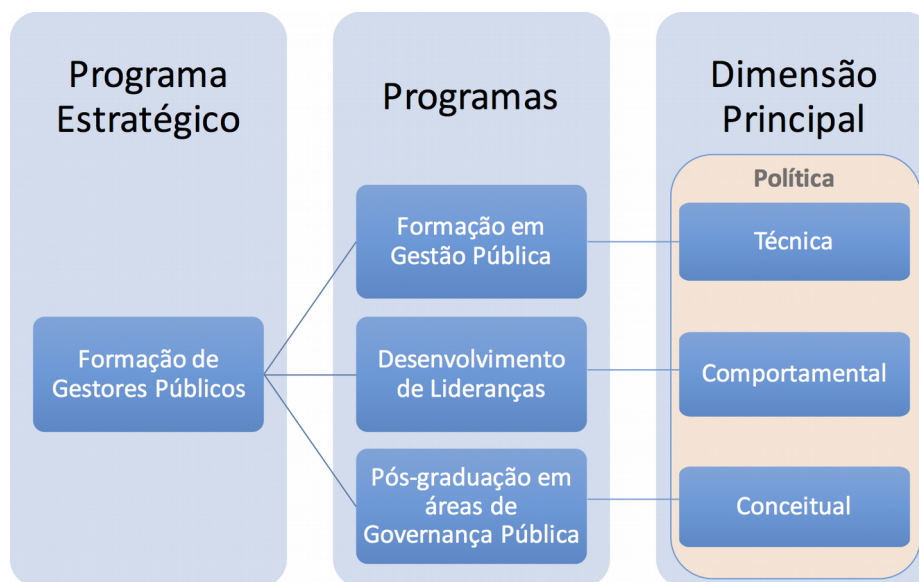 Programa
Estratégico
Formação de
Gestores Públicos
Programas
Formação em
Gestão Pública
Desenvolvimento
de Lideranças
Pós-graduação em
áreas de
Governança Pública
Dimensão
Principal
Política
Técnica
Comportamental
Conceitual